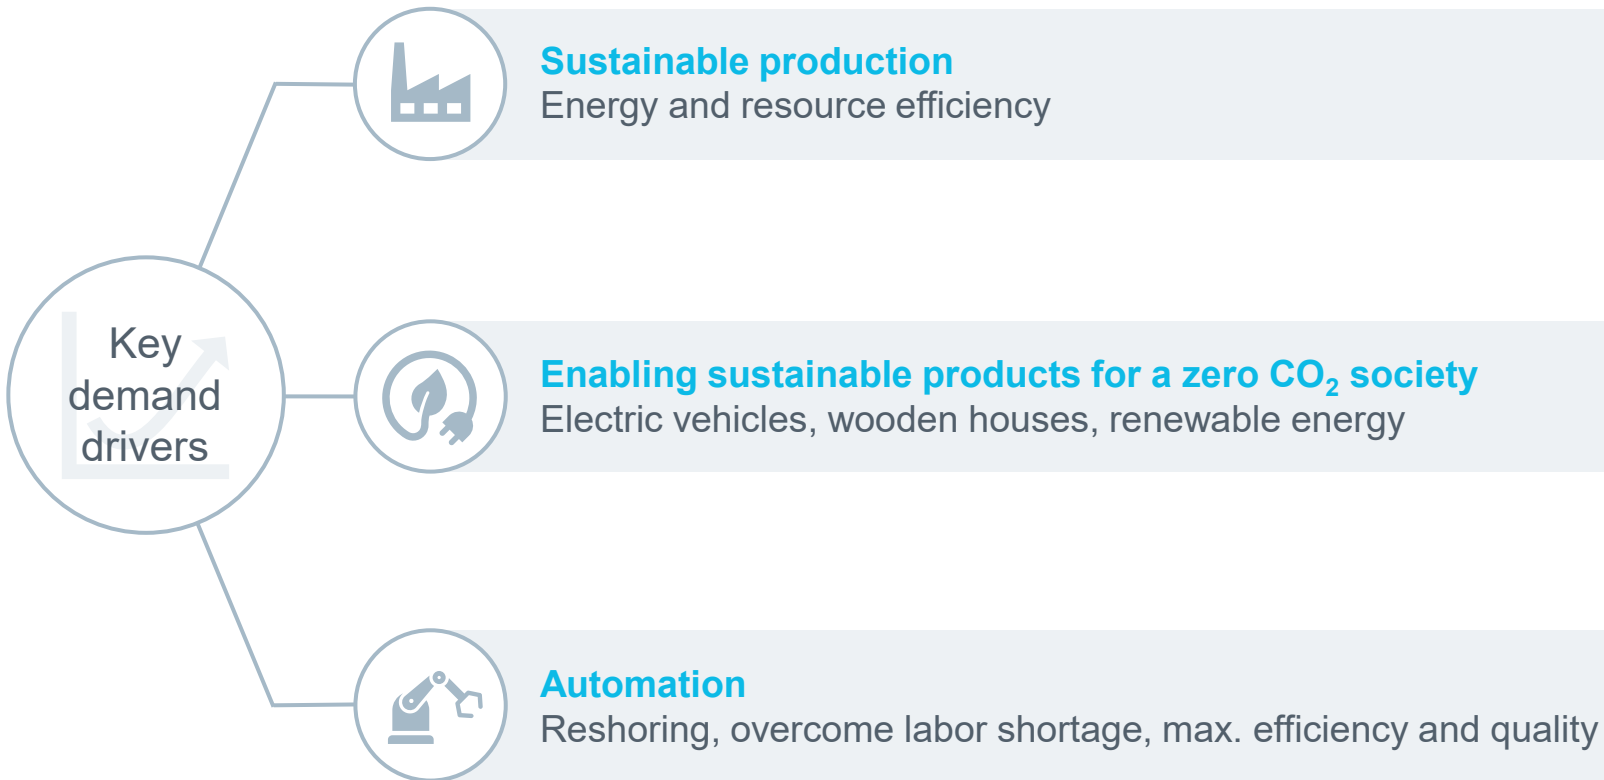 Key
demand
drivers
Sustainable production
Energy and resource efficiency
Enabling sustainable products for a zero CO₂ society
Electric vehicles, wooden houses, renewable energy
Automation
Reshoring, overcome labor shortage, max. efficiency and quality